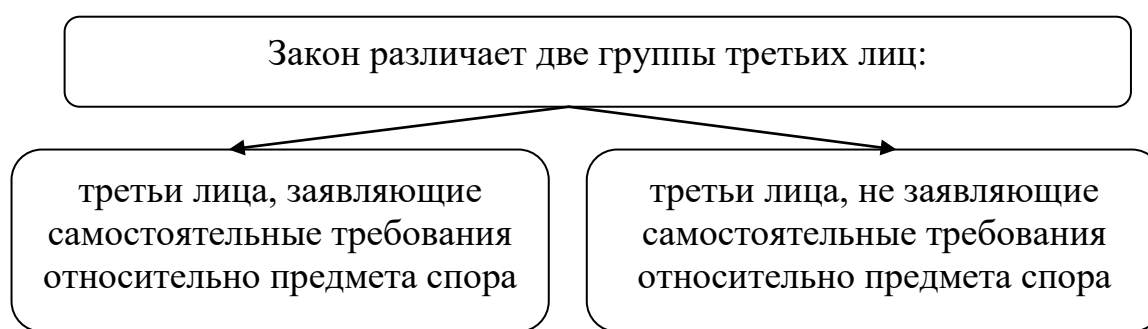 Закон различает две группы третьих лиц:
третьи лица, заявляющие
самостоятельные требования
относительно предмета спора
третьи лица, не заявляющие
самостоятельные требования
относительно предмета спора